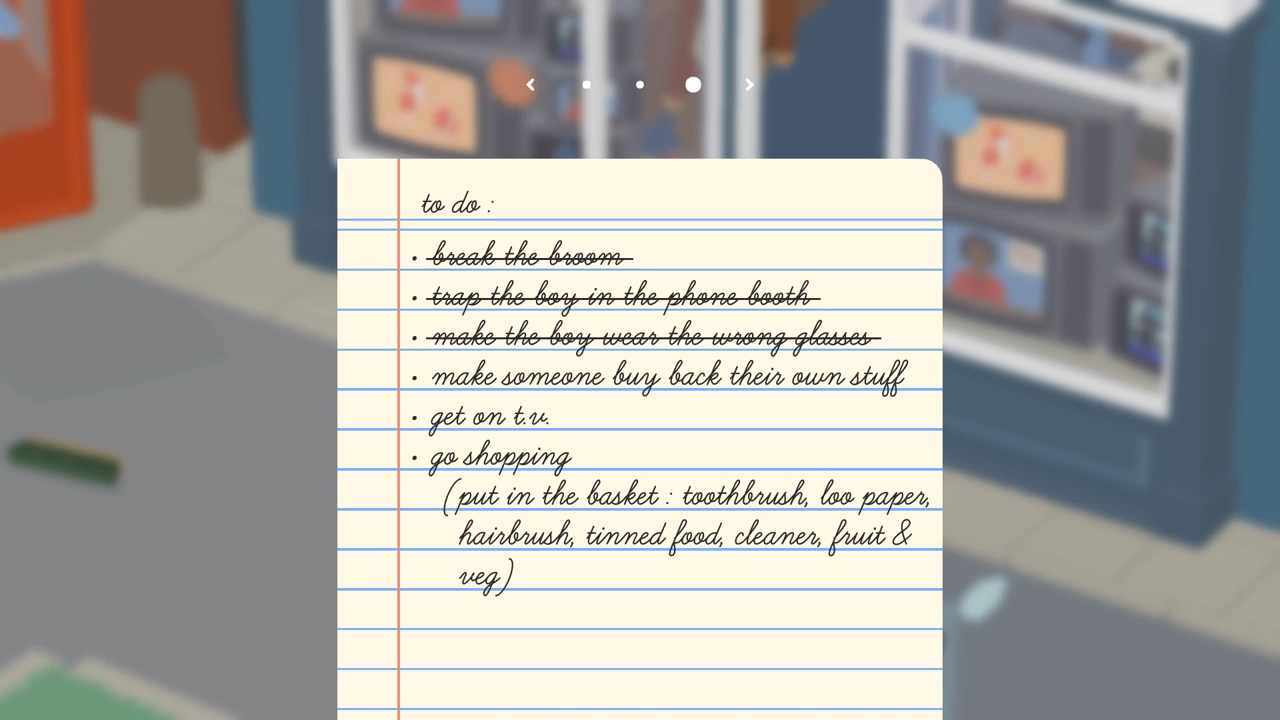 to do :
• break the broom
• trap the boy in the phone booth
• make the boy wear the wrong glasses
• make someone buy back their own stuff
• get on t.v.
• go shopping
(put in the basket : toothbrush, loo paper,
hairbrush, tinned food, cleaner, fruit &
veg)